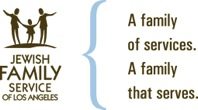 JEWISH
FAMILY
SERVICE
OF LOS ANGELES
A family
of services.
A family
that serves.